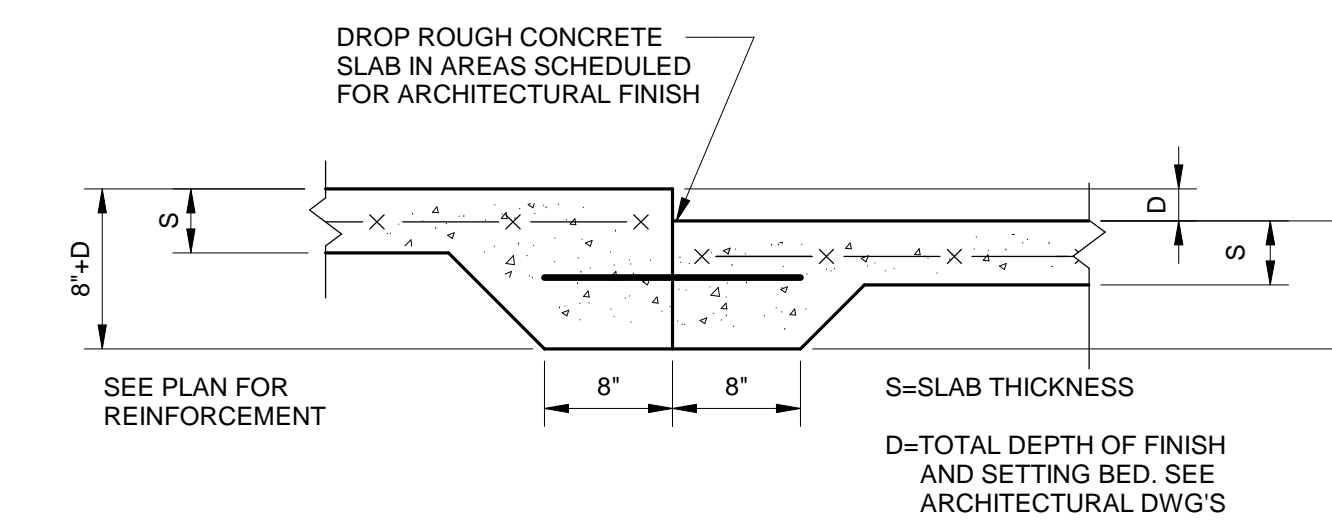 DROP ROUGH CONCRETE
SLAB IN AREAS SCHEDULED
FOR ARCHITECTURAL FINISH
8"+D
S
D
S
SEE PLAN FOR
REINFORCEMENT
8"
8"
S=SLAB THICKNESS
D=TOTAL DEPTH OF FINISH
AND SETTING BED. SEE
ARCHITECTURAL DWG'S